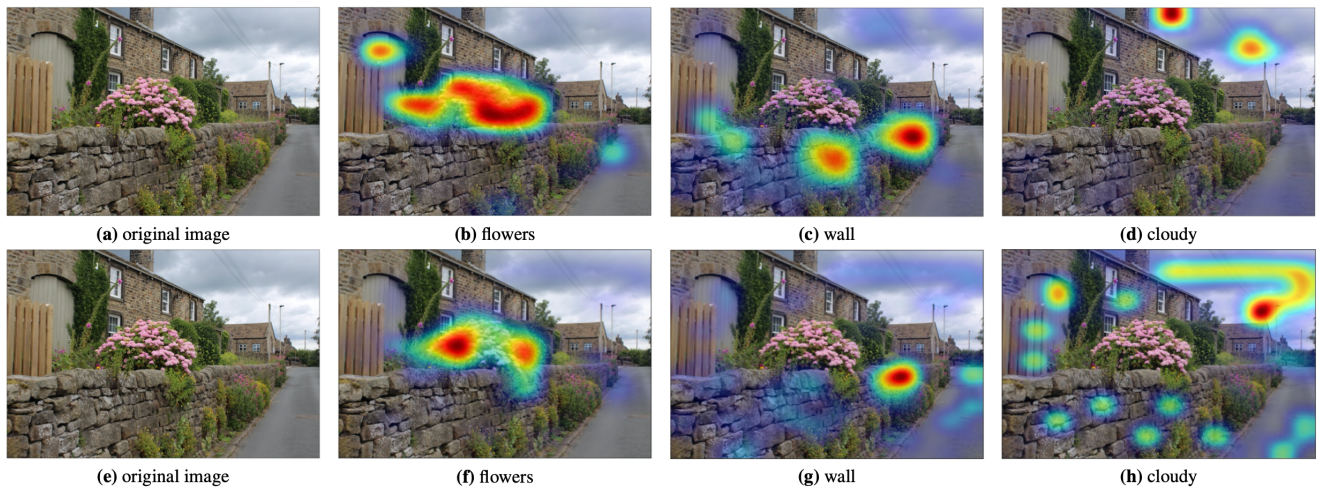 (a) original image
(b) flowers
(c) wall
(d) cloudy
(e) original image
(f) flowers
(g) wall
(h) cloudy